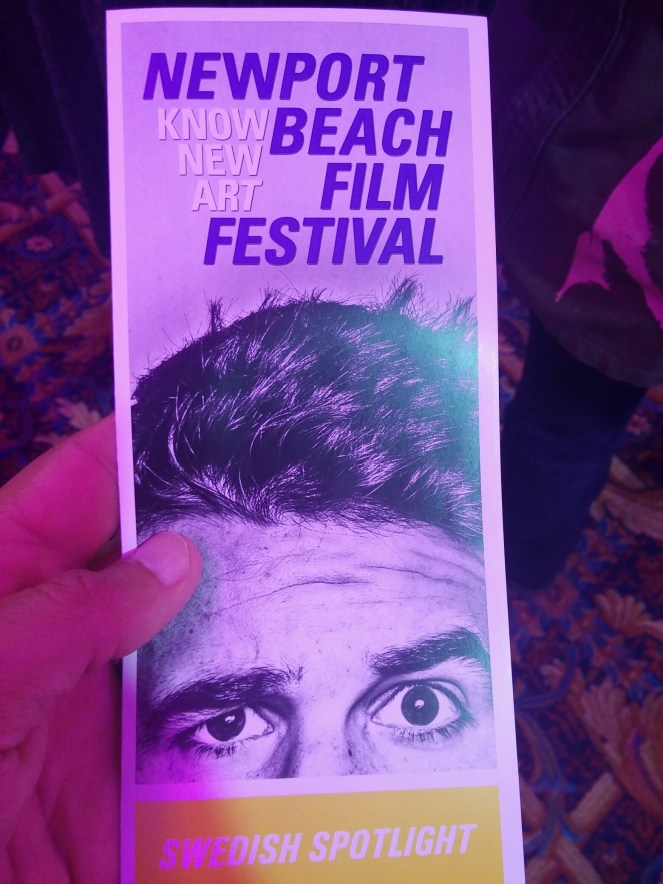 NEWPORT
KNOW BEACH
NEW
ART FILM
FESTIVAL
SWEDISH SPOTLIGHT